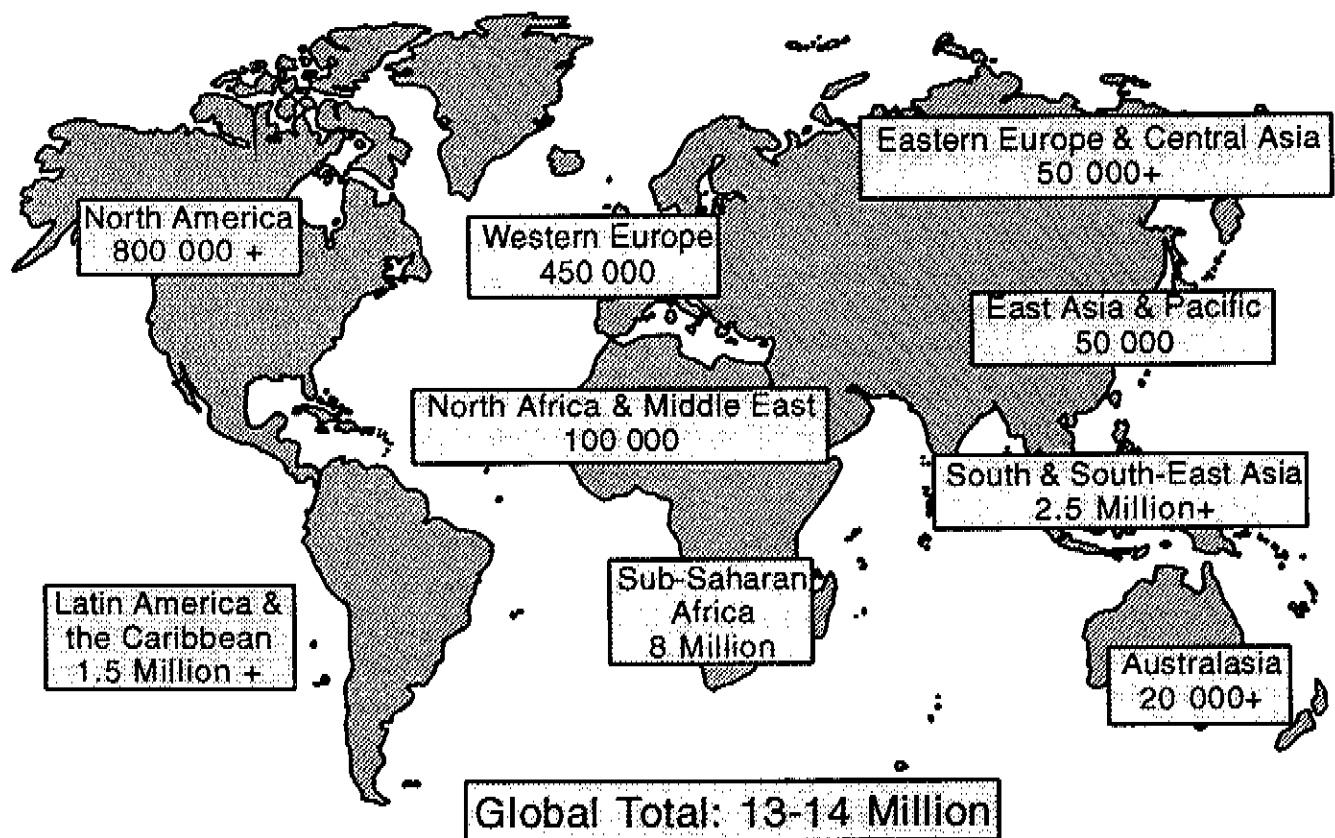 Eastern Europe & Central Asia
50 000+
North America
800 000 +
Western Europe
450 000
East Asia & Pacific
50 000
North Africa & Middle East
100 000
South & South-East Asia
2.5 Million+
Sub-Saharan
Africa
8 Million
Latin America &
the Caribbean
1.5 Million +
Australasia
20 000+
Global Total: 13-14 Million